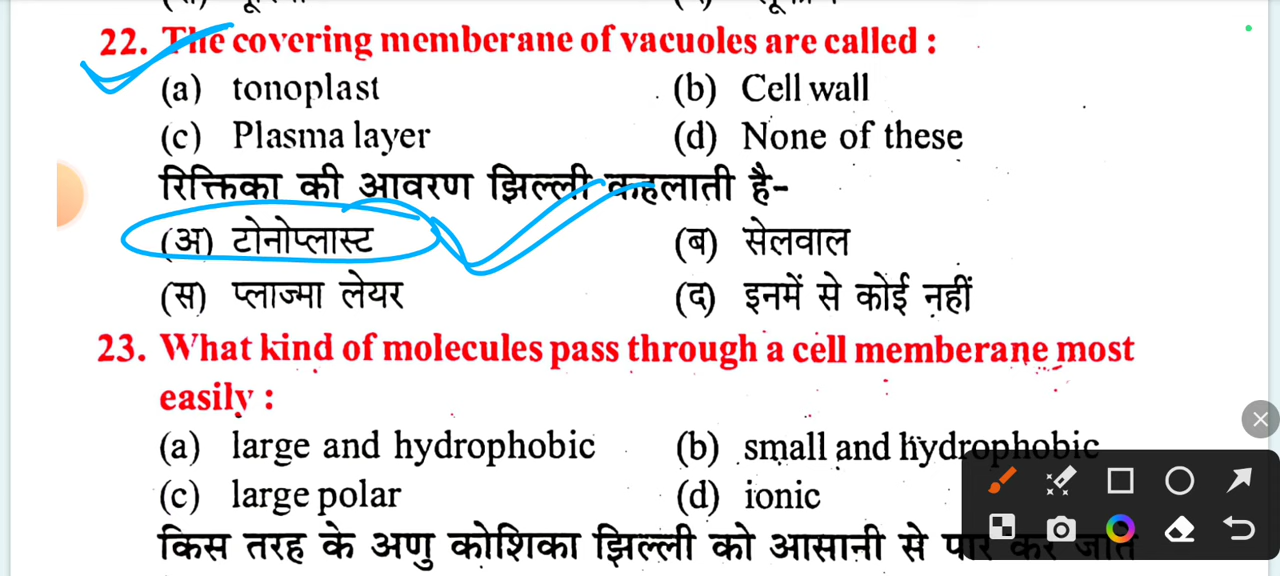 22. The covering memberane of vacuoles are called :
(a) tonoplast (b) Cell wall
(c) Plasma layer (d) None of these
रिक्तिका की आवरण झिल्ली कहलाती है-
(अ) टोनोप्लास्ट (ब) सेलवाल
(स) प्लाज्मा लेयर (द) इनमें से कोई नहीं
23. What kind of molecules pass through a cell memberane most
easily :
(a) large and hydrophobic (b) small and hydrophobic
(c) large polar (d) ionic
किस तरह के अणु कोशिका झिल्ली को आसानी से पार कर जाते